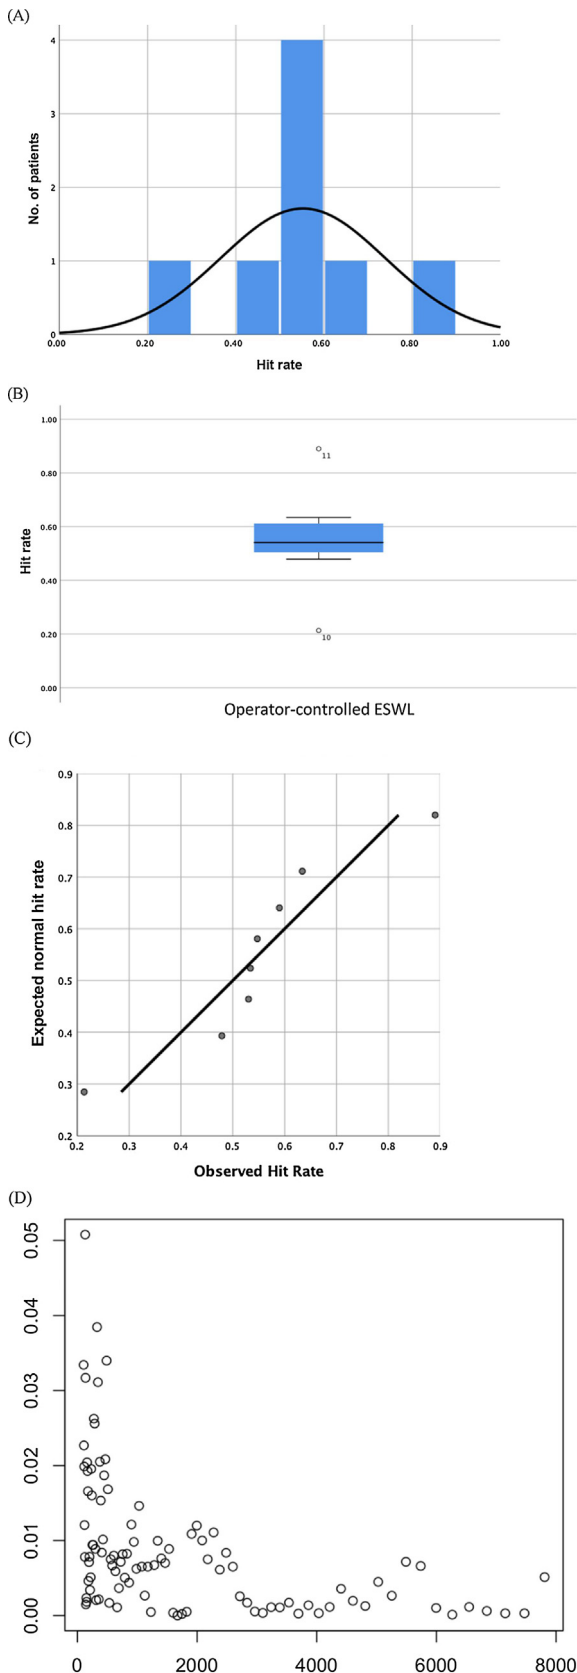 (A)
No. of patients
4
3
2
1
0
0.00 0.20 0.40 0.60 0.80 1.00
Hit rate
(B)
Hit rate
1.00
0.80
0.60
0.40
0.20
0.00
11
10
Operator-controlled ESWL
(C)
Expected normal hit rate
0.9
0.8
0.7
0.6
0.5
0.4
0.3
0.2
0.2 0.3 0.4 0.5 0.6 0.7 0.8 0.9
Observed Hit Rate
(D)
0.05
0.04
0.03
0.02
0.01
0.00
0 2000 4000 6000 8000